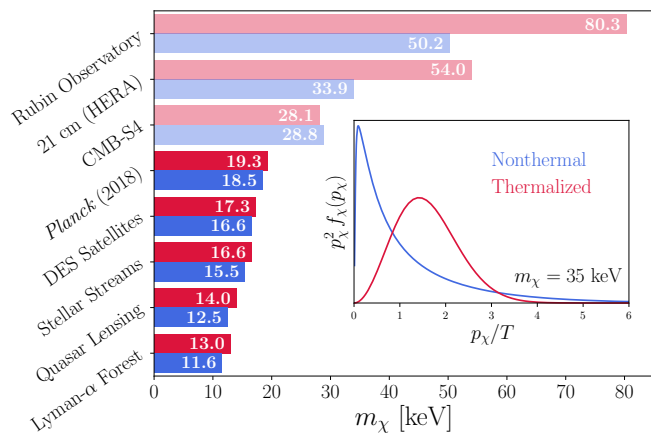 Rubin Observatory
80.3
50.2
21 cm (HERA)
54.0
33.9
CMB-S4
28.1
28.8
Planck (2018)
19.3
18.5
DES Satellites
17.3
16.6
Stellar Streams
16.6
15.5
Quasar Lensing
14.0
12.5
Lyman-α Forest
13.0
11.6
0 10 20 30 40 50 60 70 80
mχ [keV]
pχ² fχ(pχ)
Nonthermal
Thermalized
mχ = 35 keV
0 1 2 3 4 5 6
pχ/T